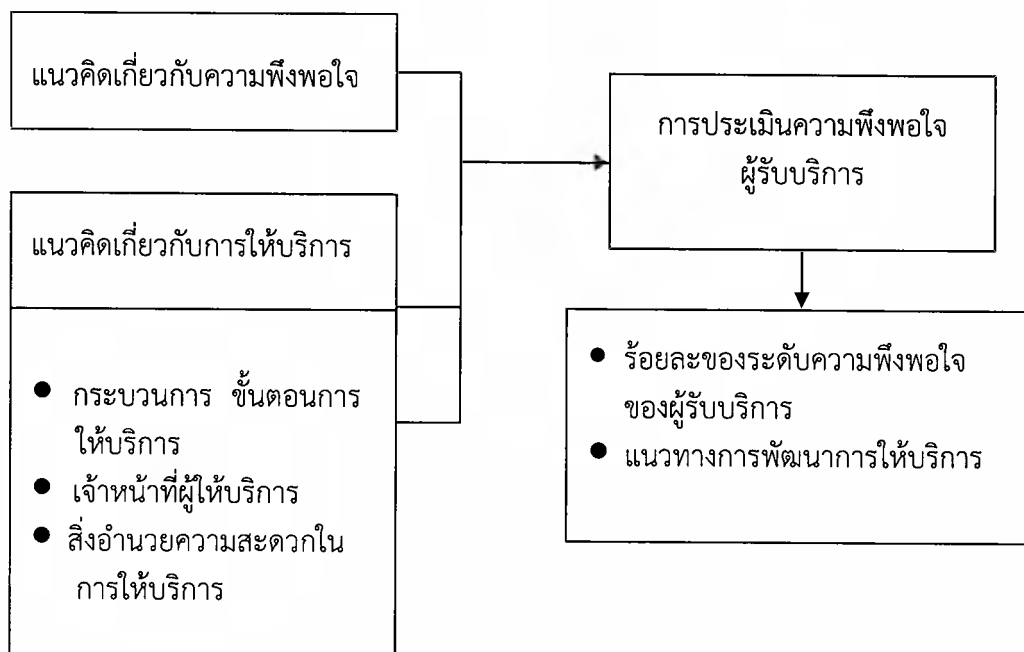 แนวคิดเกี่ยวกับความพึงพอใจ
แนวคิดเกี่ยวกับการให้บริการ
● กระบวนการ ขั้นตอนการ
ให้บริการ
● เจ้าหน้าที่ผู้ให้บริการ
● สิ่งอำนวยความสะดวกใน
การให้บริการ
การประเมินความพึงพอใจ
ผู้รับบริการ
● ร้อยละของระดับความพึงพอใจ
ของผู้รับบริการ
● แนวทางการพัฒนาการให้บริการ